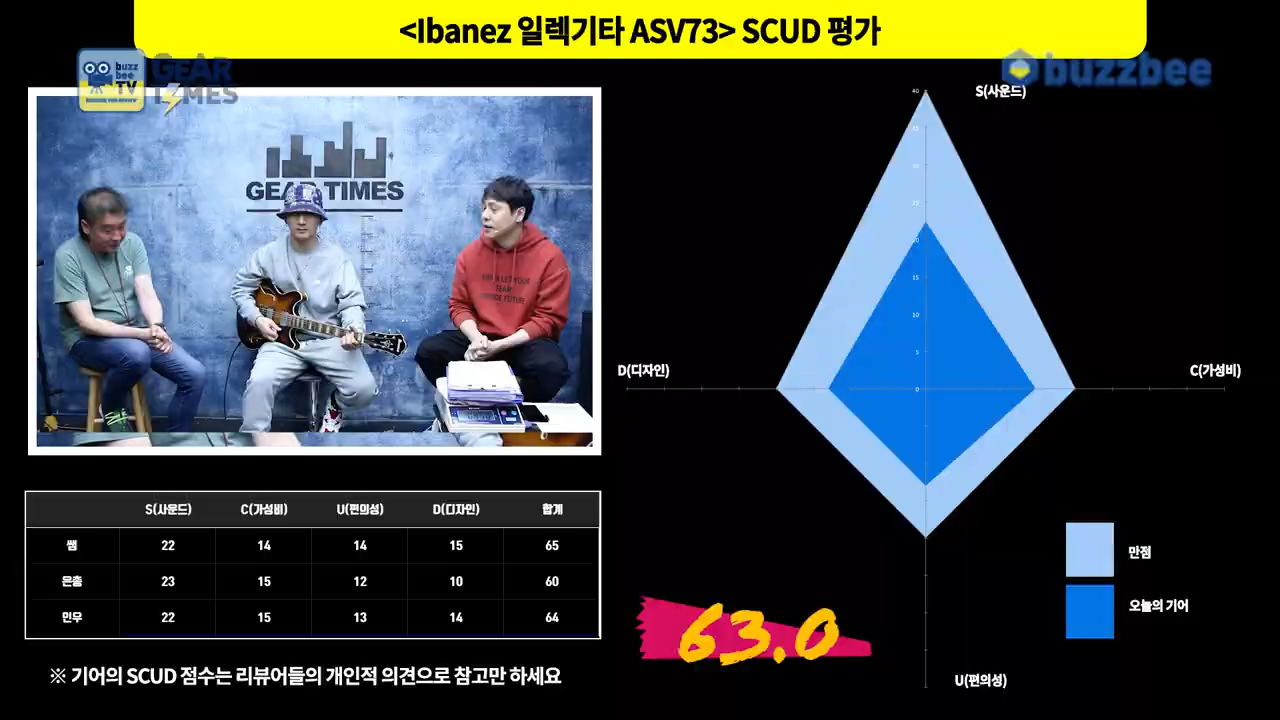 <Ibanez 일렉기타 ASV73> SCUD 평가
buzz
bee
TV
GEAR
TIMES
buzzbee
GEAR TIMES
S(사운드)
40
35
30
25
20
15
10
5
0
D(디자인)
C(가성비)
U(편의성)
만점
오늘의 기어
S(사운드) C(가성비) U(편의성) D(디자인) 합계
쌤 22 14 14 15 65
은총 23 15 12 10 60
민우 22 15 13 14 64
63.0
※ 기어의 SCUD 점수는 리뷰어들의 개인적 의견으로 참고만 하세요